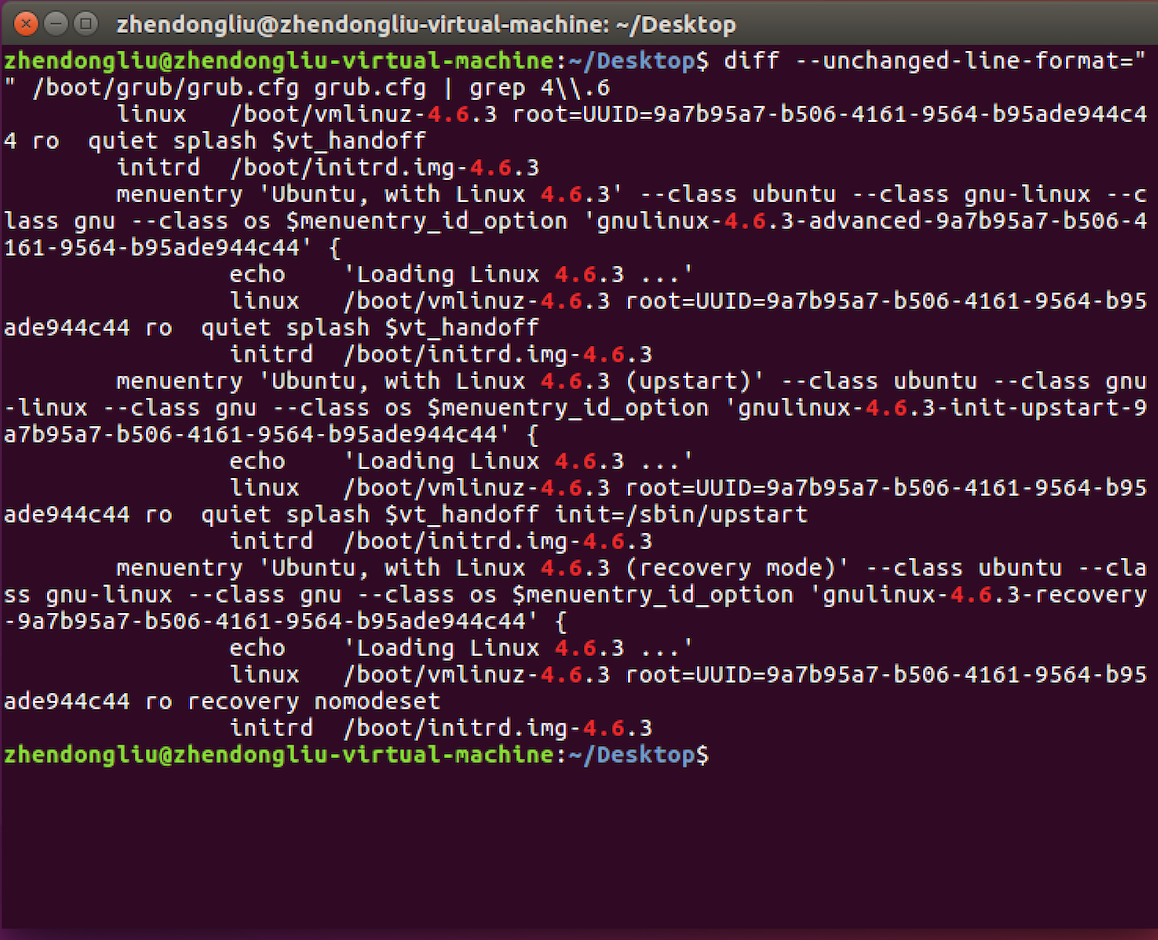 zhendongliu@zhendongliu-virtual-machine: ~/Desktop
zhendongliu@zhendongliu-virtual-machine:~/Desktop$ diff --unchanged-line-format="
" /boot/grub/grub.cfg grub.cfg | grep 4\\.6
        linux   /boot/vmlinuz-4.6.3 root=UUID=9a7b95a7-b506-4161-9564-b95ade944c4
4 ro  quiet splash $vt_handoff
        initrd  /boot/initrd.img-4.6.3
        menuentry 'Ubuntu, with Linux 4.6.3' --class ubuntu --class gnu-linux --c
lass gnu --class os $menuentry_id_option 'gnulinux-4.6.3-advanced-9a7b95a7-b506-4
161-9564-b95ade944c44' {
                echo    'Loading Linux 4.6.3 ...'
                linux   /boot/vmlinuz-4.6.3 root=UUID=9a7b95a7-b506-4161-9564-b95
ade944c44 ro  quiet splash $vt_handoff
                initrd  /boot/initrd.img-4.6.3
        menuentry 'Ubuntu, with Linux 4.6.3 (upstart)' --class ubuntu --class gnu
-linux --class gnu --class os $menuentry_id_option 'gnulinux-4.6.3-init-upstart-9
a7b95a7-b506-4161-9564-b95ade944c44' {
                echo    'Loading Linux 4.6.3 ...'
                linux   /boot/vmlinuz-4.6.3 root=UUID=9a7b95a7-b506-4161-9564-b95
ade944c44 ro  quiet splash $vt_handoff init=/sbin/upstart
                initrd  /boot/initrd.img-4.6.3
        menuentry 'Ubuntu, with Linux 4.6.3 (recovery mode)' --class ubuntu --cla
ss gnu-linux --class gnu --class os $menuentry_id_option 'gnulinux-4.6.3-recovery
-9a7b95a7-b506-4161-9564-b95ade944c44' {
                echo    'Loading Linux 4.6.3 ...'
                linux   /boot/vmlinuz-4.6.3 root=UUID=9a7b95a7-b506-4161-9564-b95
ade944c44 ro recovery nomodeset
                initrd  /boot/initrd.img-4.6.3
zhendongliu@zhendongliu-virtual-machine:~/Desktop$